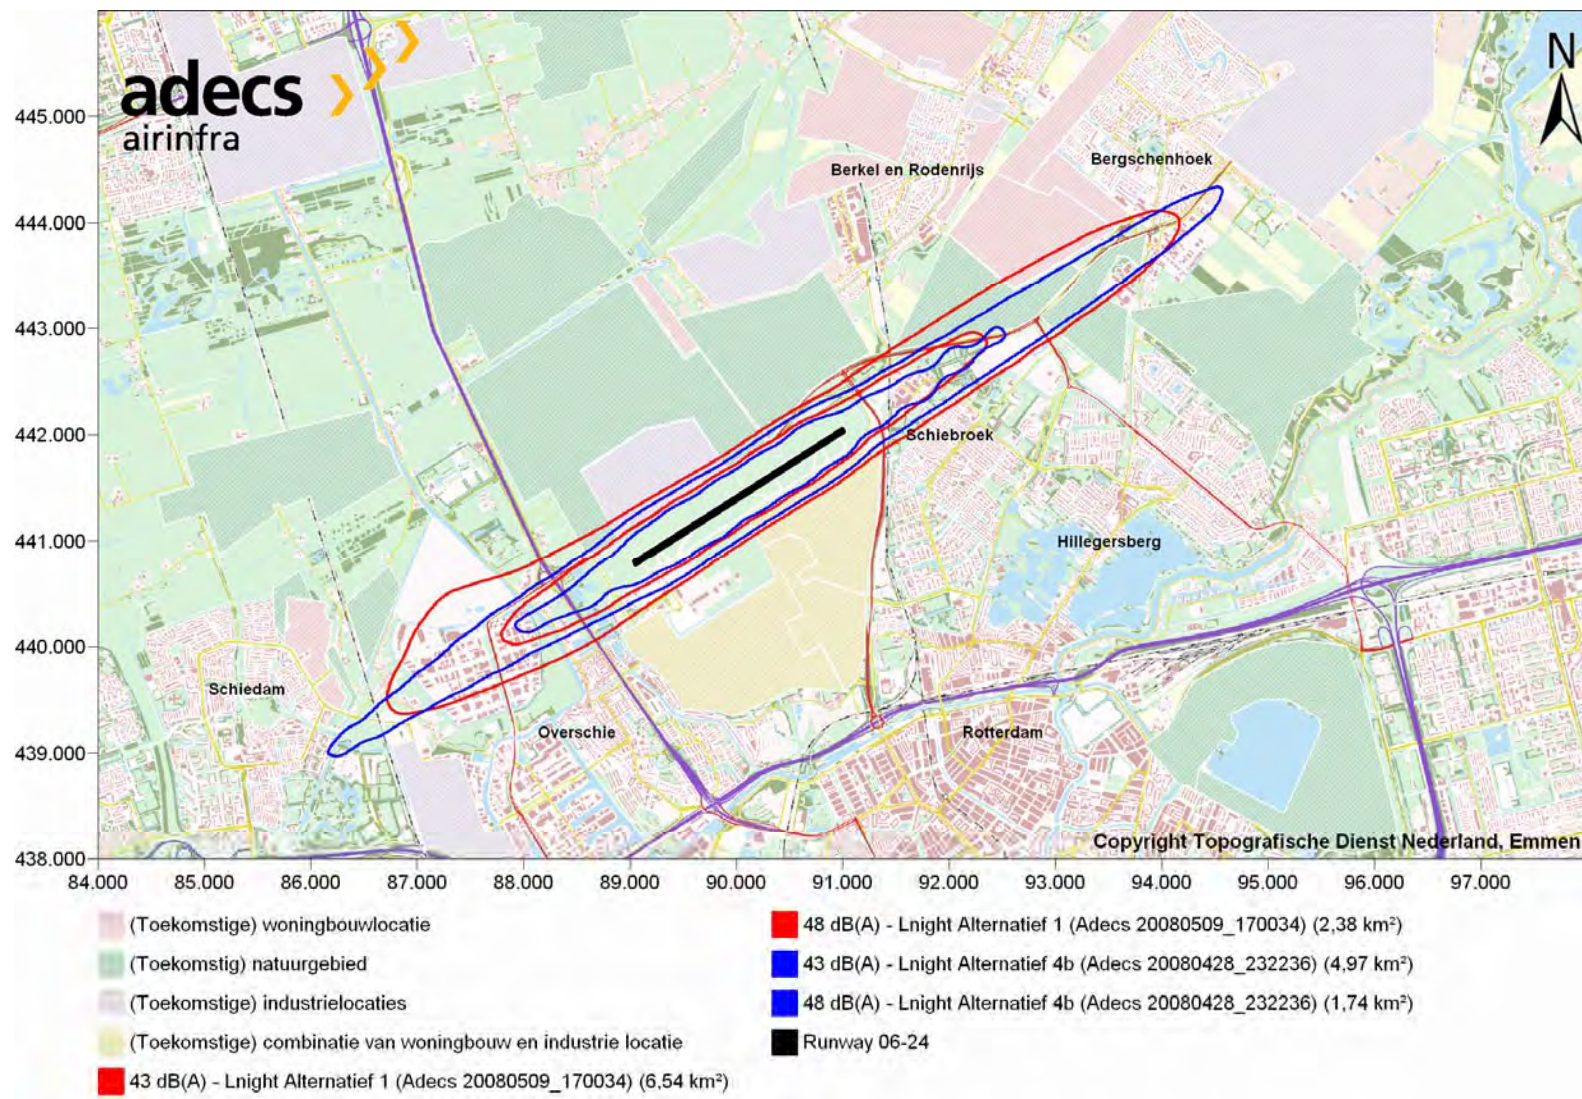 adecs
airinfra
N
445.000
444.000
443.000
442.000
441.000
440.000
439.000
438.000
Berkel en Rodenrijs
Bergschenhoek
Schiebroek
Hillegersberg
Schiedam
Overschie
Rotterdam
Copyright Topografische Dienst Nederland, Emmen
84.000 85.000 86.000 87.000 88.000 89.000 90.000 91.000 92.000 93.000 94.000 95.000 96.000 97.000
(Toekomstige) woningbouwlocatie
(Toekomstig) natuurgebied
(Toekomstige) industrielocaties
(Toekomstige) combinatie van woningbouw en industrie locatie
43 dB(A) - Lnight Alternatief 1 (Adecs 20080509_170034) (6,54 km²)
48 dB(A) - Lnight Alternatief 1 (Adecs 20080509_170034) (2,38 km²)
43 dB(A) - Lnight Alternatief 4b (Adecs 20080428_232236) (4,97 km²)
48 dB(A) - Lnight Alternatief 4b (Adecs 20080428_232236) (1,74 km²)
Runway 06-24